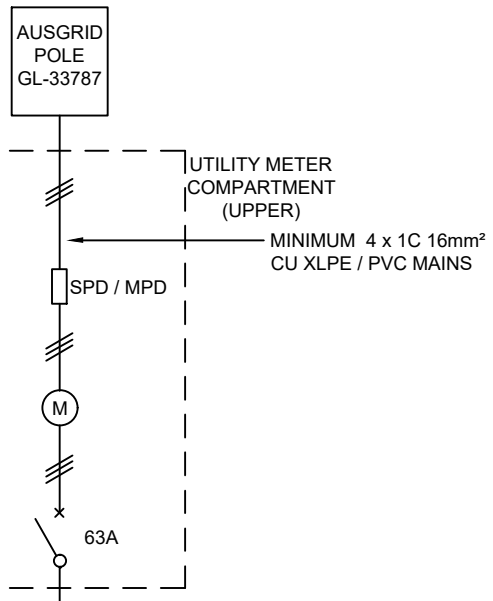 AUSGRID
POLE
GL-33787
UTILITY METER
COMPARTMENT
(UPPER)
MINIMUM 4 x 1C 16mm²
CU XLPE / PVC MAINS
SPD / MPD
M
63A